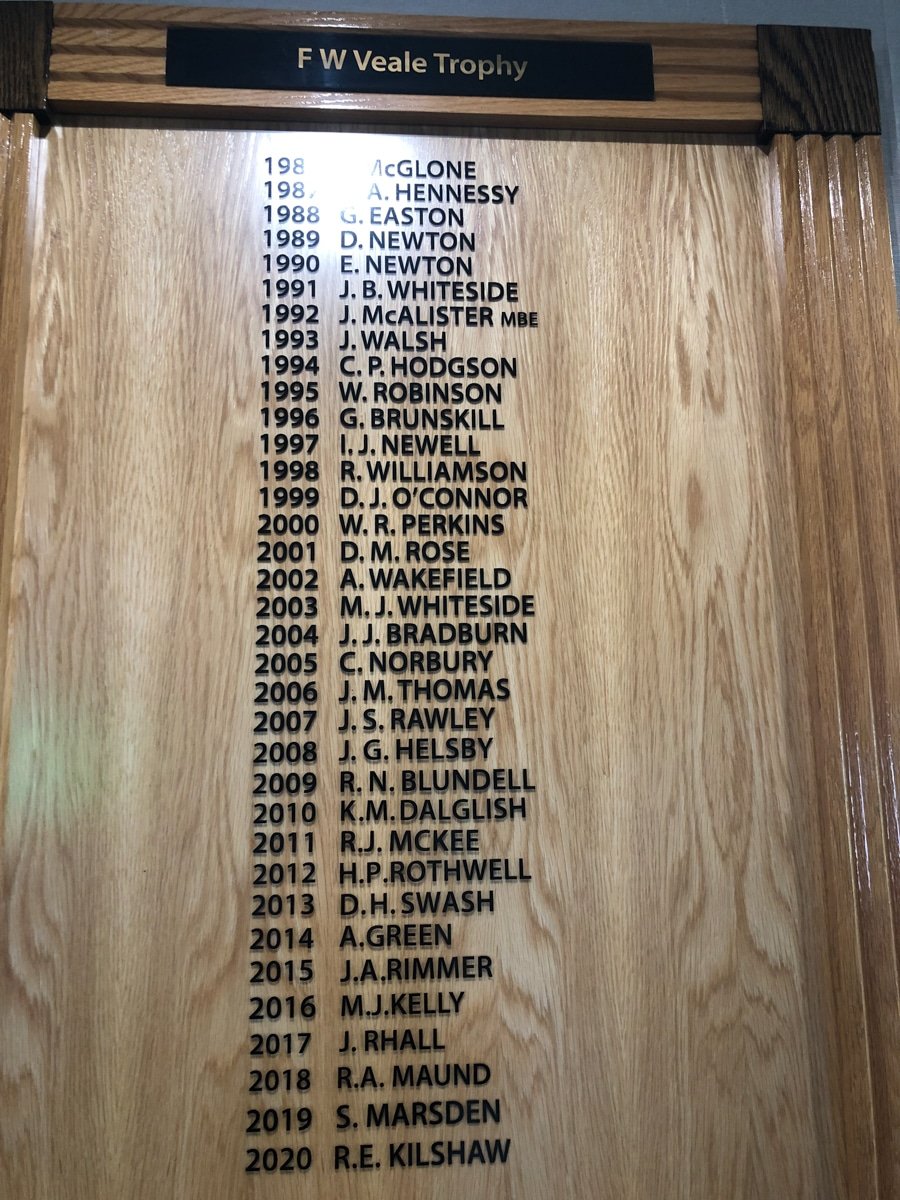 F W Veale Trophy
McGLONE
A. HENNESSY
1988 G. EASTON
1989 D. NEWTON
1990 E. NEWTON
1991 J. B. WHITESIDE
1992 J. McALISTER MBE
1993 J. WALSH
1994 C. P. HODGSON
1995 W. ROBINSON
1996 G. BRUNSKILL
1997 I. J. NEWELL
1998 R. WILLIAMSON
1999 D. J. O'CONNOR
2000 W. R. PERKINS
2001 D. M. ROSE
2002 A. WAKEFIELD
2003 M. J. WHITESIDE
2004 J. J. BRADBURN
2005 C. NORBURY
2006 J. M. THOMAS
2007 J. S. RAWLEY
2008 J. G. HELSBY
2009 R. N. BLUNDELL
2010 K.M. DALGLISH
2011 R.J. MCKEE
2012 H.P.ROTHWELL
2013 D.H. SWASH
2014 A.GREEN
2015 J.A.RIMMER
2016 M.J.KELLY
2017 J. RHALL
2018 R.A. MAUND
2019 S. MARSDEN
2020 R.E. KILSHAW